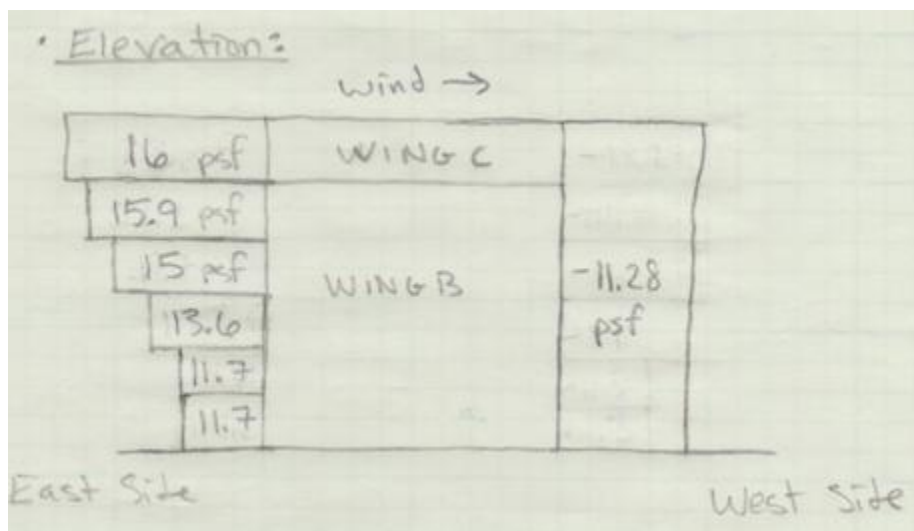 • Elevation:
wind →
16 psf
WING C
15.9 psf
15 psf
WING B
-11.28
psf
13.6
11.7
11.7
East Side
West Side